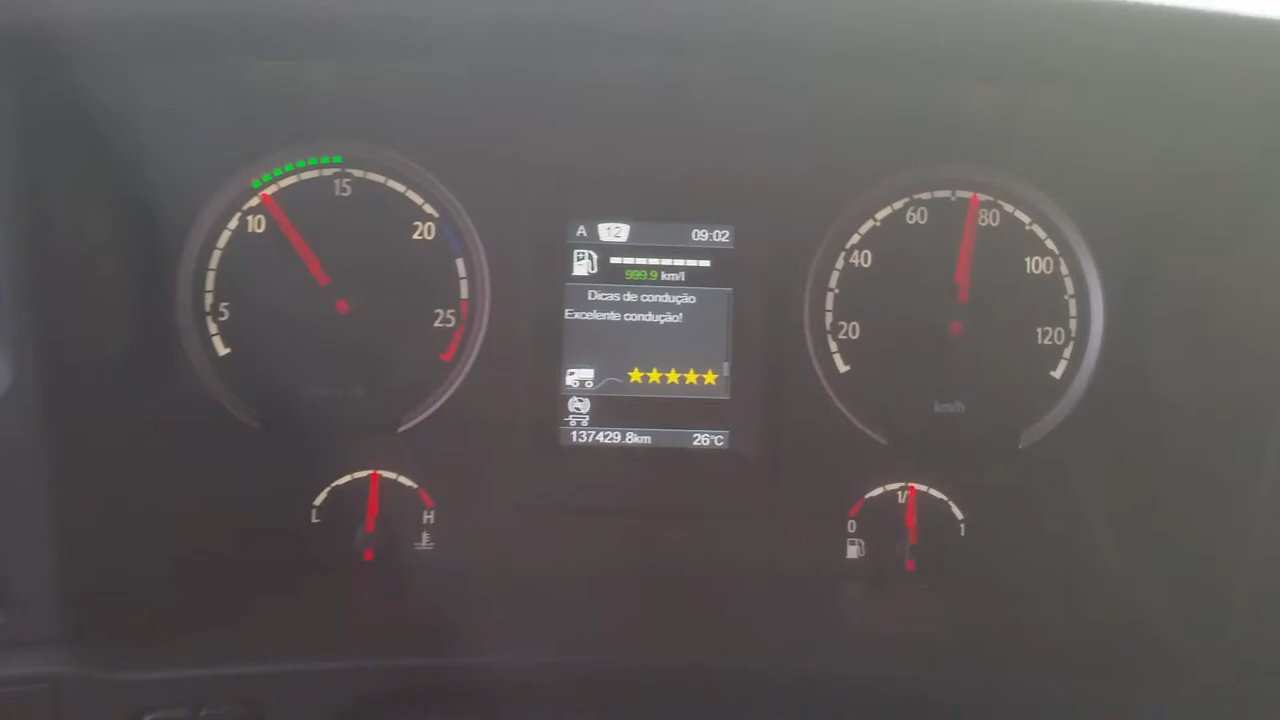 5
10
15
20
25
A 12 09:02
999.9 km/l
Dicas de condução
Excelente condução!
137429.8km 26°C
20
40
60
80
100
120
km/h
L H
0 1/ 1